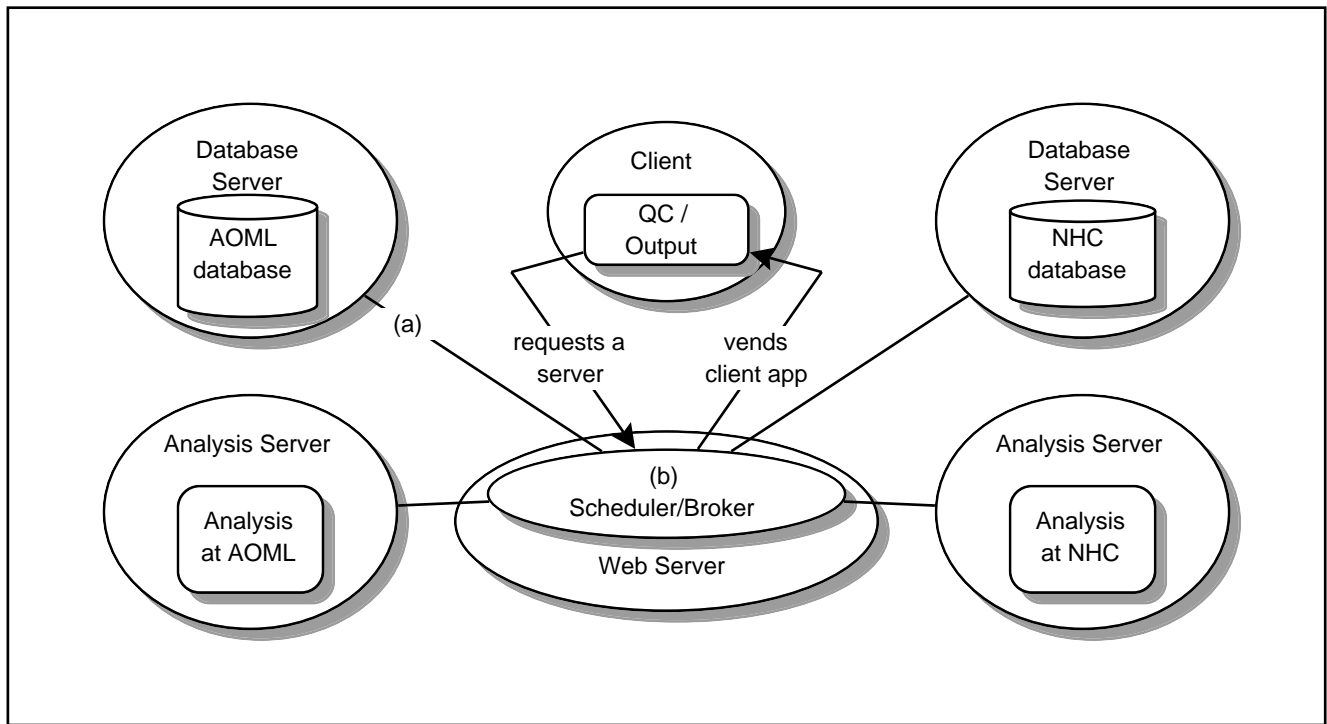 Database
Server
AOML
database
Client
QC /
Output
Database
Server
NHC
database
(a)
requests a
server
vends
client app
Analysis Server
Analysis
at AOML
(b)
Scheduler/Broker
Web Server
Analysis Server
Analysis
at NHC